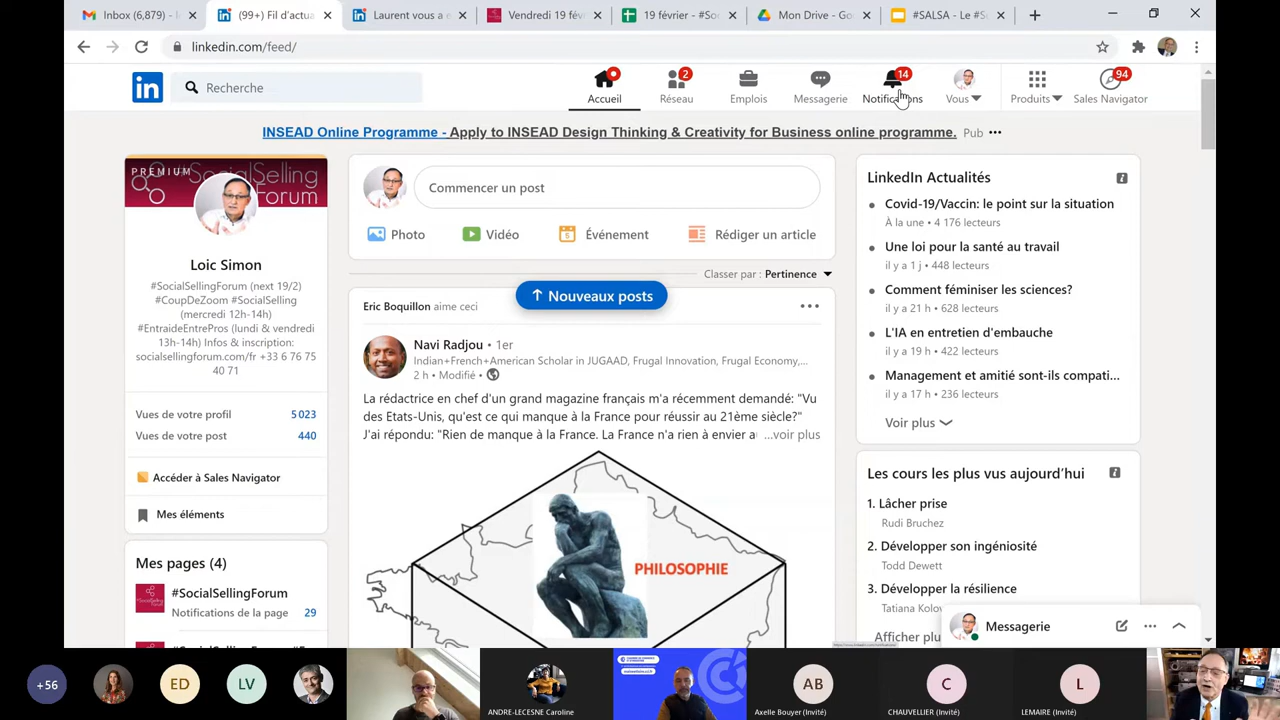 Inbox (6,879) - l
(99+) Fil d'actua
Laurent vous a e
Vendredi 19 févr
19 février - #So
Mon Drive - Go
#SALSA - Le #S
linkedin.com/feed/
in
Recherche
Accueil
2
Réseau
Emplois
Messagerie
14
Notifications
Vous
Produits
94
Sales Navigator
INSEAD Online Programme - Apply to INSEAD Design Thinking & Creativity for Business online programme. Pub
PREMIUM
#SocialSelling
Forum
Loic Simon
#SocialSellingForum (next 19/2)
#CoupDeZoom #SocialSelling
(mercredi 12h-14h)
#EntraideEntrePros (lundi & vendredi
13h-14h) Infos & inscription:
socialsellingforum.com/fr +33 6 76 75
40 71
Vues de votre profil 5 023
Vues de votre post 440
Accéder à Sales Navigator
Mes éléments
Mes pages (4)
#SocialSellingForum
Notifications de la page 29
Commencer un post
Photo
Vidéo
Événement
Rédiger un article
Classer par : Pertinence
Nouveaux posts
Eric Boquillon aime ceci
Navi Radjou • 1er
Indian+French+American Scholar in JUGAAD, Frugal Innovation, Frugal Economy,...
2 h • Modifié •
La rédactrice en chef d'un grand magazine français m'a récemment demandé: "Vu
des Etats-Unis, qu'est ce qui manque à la France pour réussir au 21ème siècle?"
J'ai répondu: "Rien de manque à la France. La France n'a rien à envier a ...voir plus
PHILOSOPHIE
LinkedIn Actualités
Covid-19/Vaccin: le point sur la situation
À la une • 4 176 lecteurs
Une loi pour la santé au travail
il y a 1 j • 448 lecteurs
Comment féminiser les sciences?
il y a 21 h • 628 lecteurs
L'IA en entretien d'embauche
il y a 19 h • 422 lecteurs
Management et amitié sont-ils compati...
il y a 17 h • 236 lecteurs
Voir plus
Les cours les plus vus aujourd'hui
1. Lâcher prise
Rudi Bruchez
2. Développer son ingéniosité
Todd Dewett
3. Développer la résilience
Tatiana Kolov
Afficher plu
Messagerie
+56
ED
LV
ANDRE-LECESNE Caroline
AB
Axelle Bouyer (Invité)
C
CHAUVELLIER (Invité)
L
LEMAIRE (Invité)